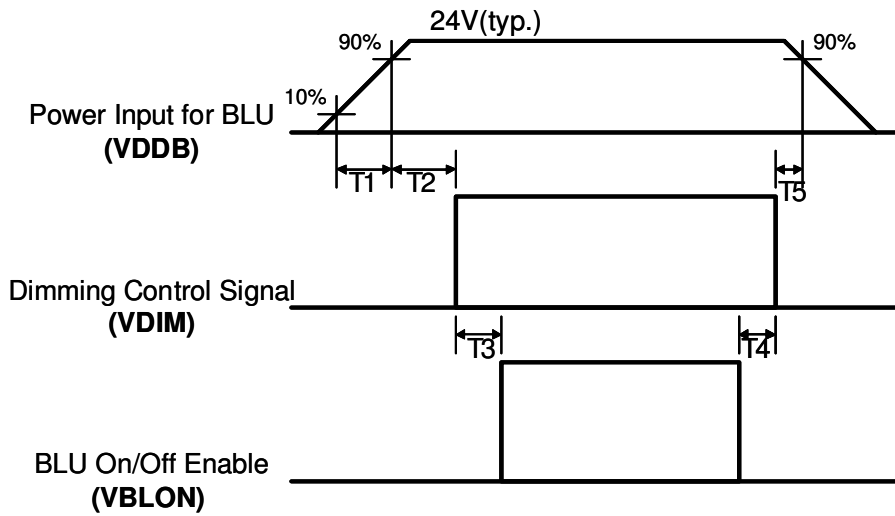 24V(typ.)
90%
90%
10%
Power Input for BLU
(VDDB)
T1
T2
T5
Dimming Control Signal
(VDIM)
T3
T4
BLU On/Off Enable
(VBLON)